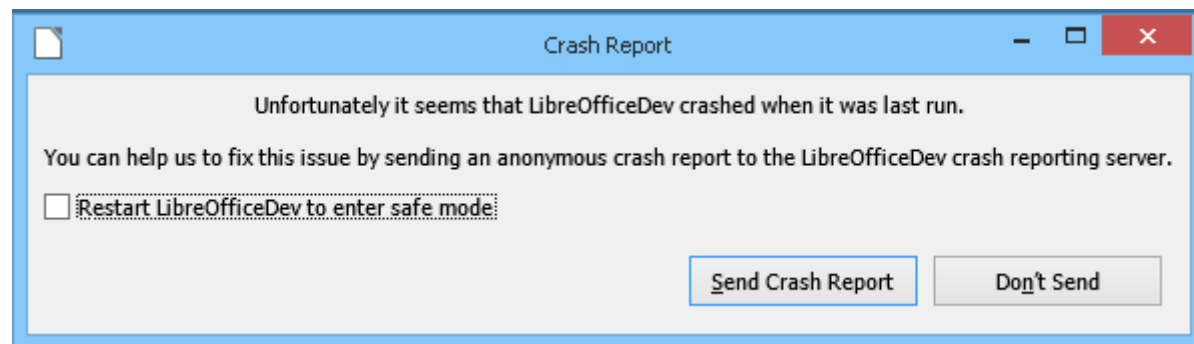 Crash Report
Unfortunately it seems that LibreOfficeDev crashed when it was last run.
You can help us to fix this issue by sending an anonymous crash report to the LibreOfficeDev crash reporting server.
Restart LibreOfficeDev to enter safe mode
Send Crash Report
Don't Send